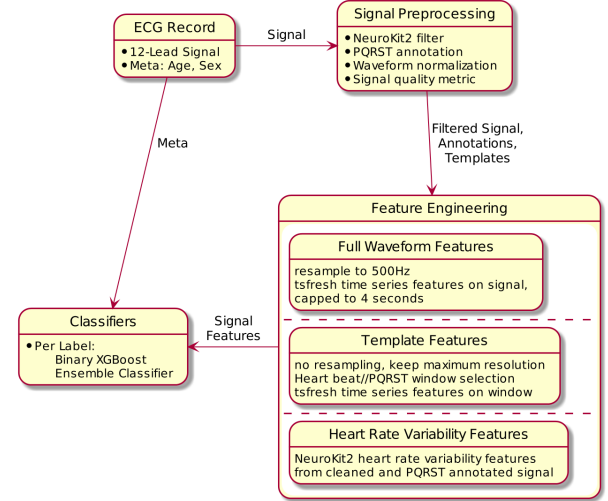 ECG Record
12-Lead Signal
Meta: Age, Sex
Signal
Signal Preprocessing
NeuroKit2 filter
PQRST annotation
Waveform normalization
Signal quality metric
Meta
Filtered Signal,
Annotations,
Templates
Feature Engineering
Full Waveform Features
resample to 500Hz
tsfresh time series features on signal,
capped to 4 seconds
Template Features
no resampling, keep maximum resolution
Heart beat//PQRST window selection
tsfresh time series features on window
Heart Rate Variability Features
NeuroKit2 heart rate variability features
from cleaned and PQRST annotated signal
Signal
Features
Classifiers
Per Label:
Binary XGBoost
Ensemble Classifier